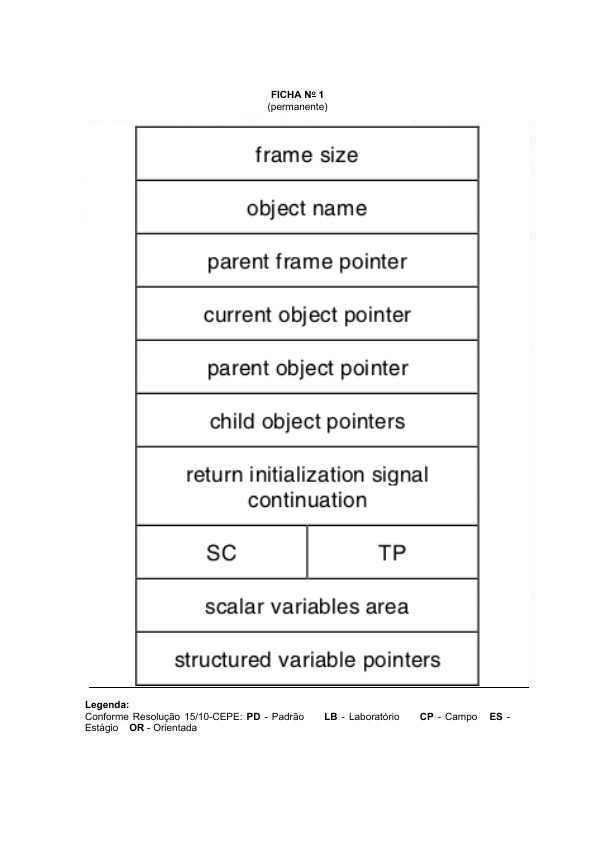 FICHA Nº 1
(permanente)
frame size
object name
parent frame pointer
current object pointer
parent object pointer
child object pointers
return initialization signal
continuation
SC TP
scalar variables area
structured variable pointers
Legenda:
Conforme Resolução 15/10-CEPE: PD - Padrão LB - Laboratório CP - Campo ES -
Estágio OR - Orientada